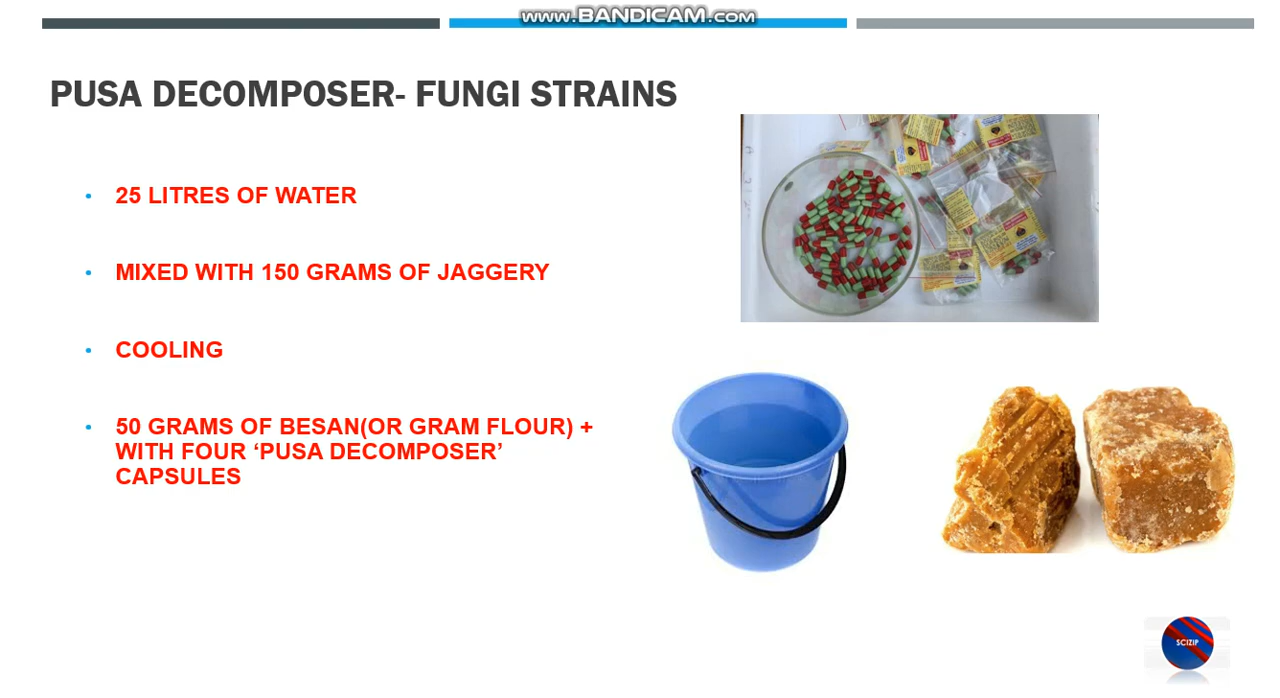 www.BANDICAM.com
PUSA DECOMPOSER- FUNGI STRAINS
25 LITRES OF WATER
MIXED WITH 150 GRAMS OF JAGGERY
COOLING
50 GRAMS OF BESAN(OR GRAM FLOUR) +
WITH FOUR ‘PUSA DECOMPOSER’
CAPSULES
SCIZIP